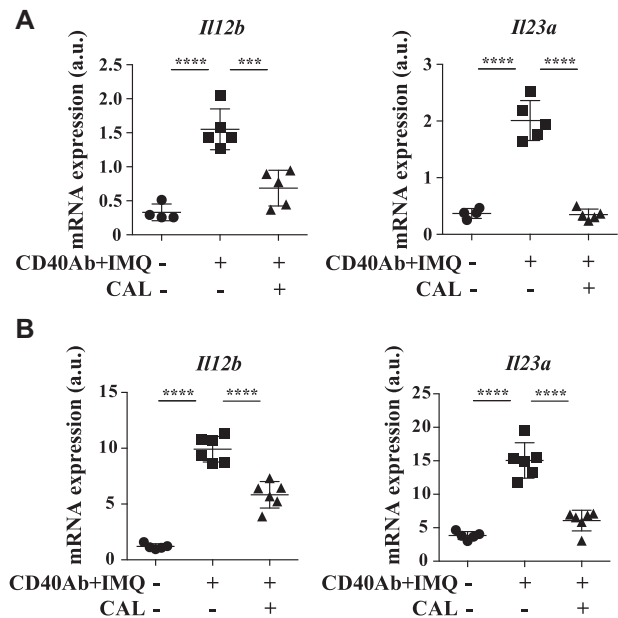 A
Il12b
Il23a
mRNA expression (a.u.)
2.5
2.0
1.5
1.0
0.5
0
**** ***
mRNA expression (a.u.)
3
2
1
0
**** ****
CD40Ab+IMQ - + +
CAL - - +
CD40Ab+IMQ - + +
CAL - - +
B
Il12b
Il23a
mRNA expression (a.u.)
15
10
5
0
**** ****
mRNA expression (a.u.)
25
20
15
10
5
0
**** ****
CD40Ab+IMQ - + +
CAL - - +
CD40Ab+IMQ - + +
CAL - - +